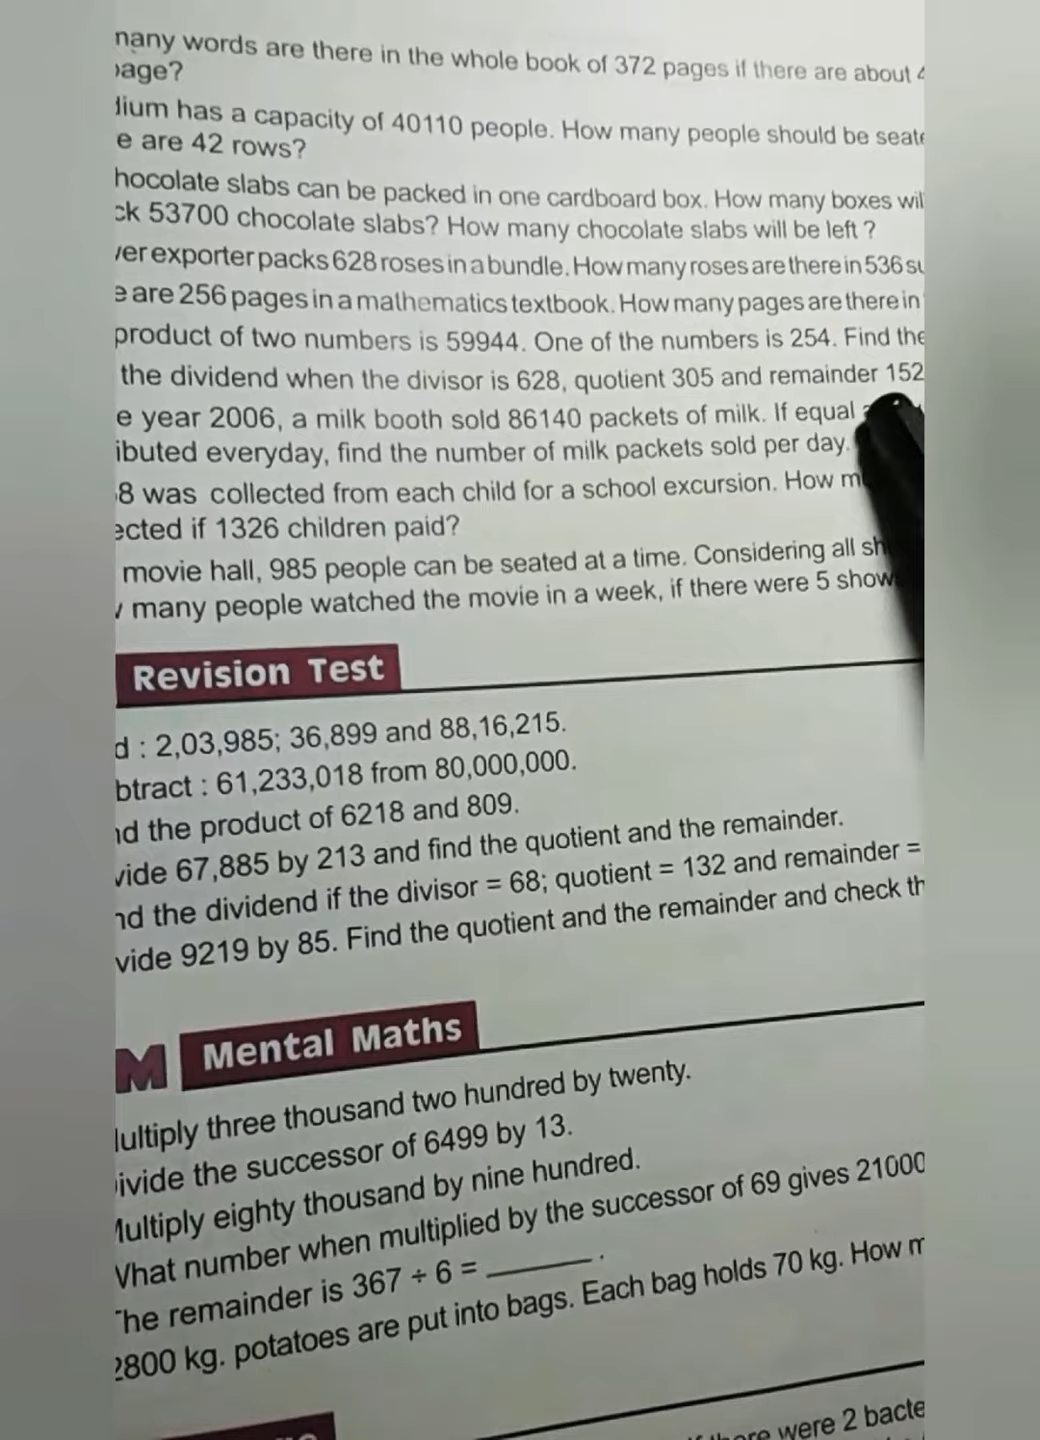 many words are there in the whole book of 372 pages if there are about 4
page?
dium has a capacity of 40110 people. How many people should be seate
e are 42 rows?
hocolate slabs can be packed in one cardboard box. How many boxes wil
ck 53700 chocolate slabs? How many chocolate slabs will be left ?
wer exporter packs 628 roses in a bundle. How many roses are there in 536 su
e are 256 pages in a mathematics textbook. How many pages are there in
product of two numbers is 59944. One of the numbers is 254. Find the
the dividend when the divisor is 628, quotient 305 and remainder 152
e year 2006, a milk booth sold 86140 packets of milk. If equal
ibuted everyday, find the number of milk packets sold per day.
8 was collected from each child for a school excursion. How m
ected if 1326 children paid?
movie hall, 985 people can be seated at a time. Considering all sh
many people watched the movie in a week, if there were 5 show
Revision Test
d : 2,03,985; 36,899 and 88,16,215.
btract : 61,233,018 from 80,000,000.
nd the product of 6218 and 809.
vide 67,885 by 213 and find the quotient and the remainder.
nd the dividend if the divisor = 68; quotient = 132 and remainder =
vide 9219 by 85. Find the quotient and the remainder and check th
M Mental Maths
Multiply three thousand two hundred by twenty.
ivide the successor of 6499 by 13.
Multiply eighty thousand by nine hundred.
What number when multiplied by the successor of 69 gives 21000
The remainder is 367 ÷ 6 = ______ .
2800 kg. potatoes are put into bags. Each bag holds 70 kg. How m
were 2 bacte